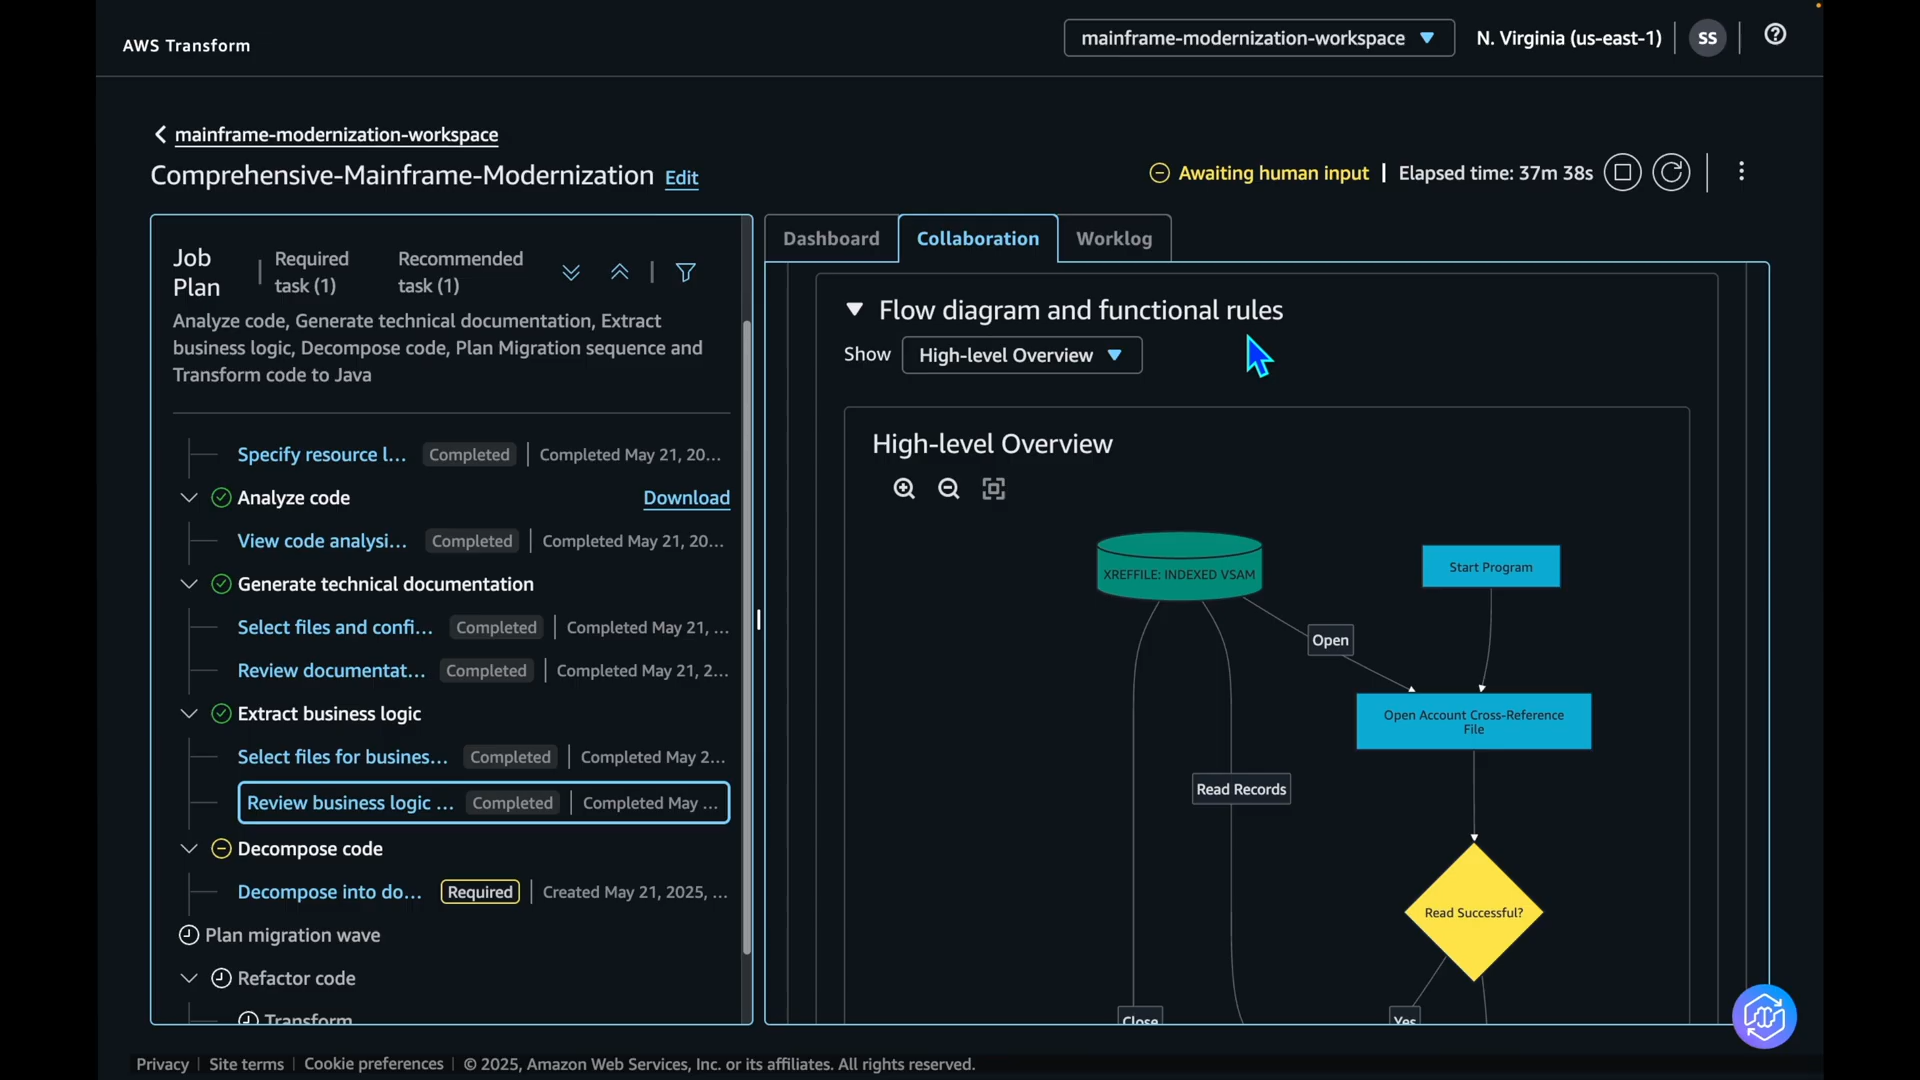 AWS Transform
mainframe-modernization-workspace
N. Virginia (us-east-1)
SS
mainframe-modernization-workspace
Comprehensive-Mainframe-Modernization Edit
Awaiting human input
Elapsed time: 37m 38s
Job
Plan
Required
task (1)
Recommended
task (1)
Analyze code, Generate technical documentation, Extract
business logic, Decompose code, Plan Migration sequence and
Transform code to Java
Specify resource l... Completed Completed May 21, 20...
Analyze code Download
View code analysi... Completed Completed May 21, 20...
Generate technical documentation
Select files and confi... Completed Completed May 21, ...
Review documentat... Completed Completed May 21, 2...
Extract business logic
Select files for busines... Completed Completed May 2...
Review business logic ... Completed Completed May ...
Decompose code
Decompose into do... Required Created May 21, 2025, ...
Plan migration wave
Refactor code
Transform
Dashboard
Collaboration
Worklog
Flow diagram and functional rules
Show High-level Overview
High-level Overview
XREFFILE: INDEXED VSAM
Start Program
Open
Open Account Cross-Reference
File
Read Records
Read Successful?
Close
Yes
Privacy Site terms Cookie preferences © 2025, Amazon Web Services, Inc. or its affiliates. All rights reserved.